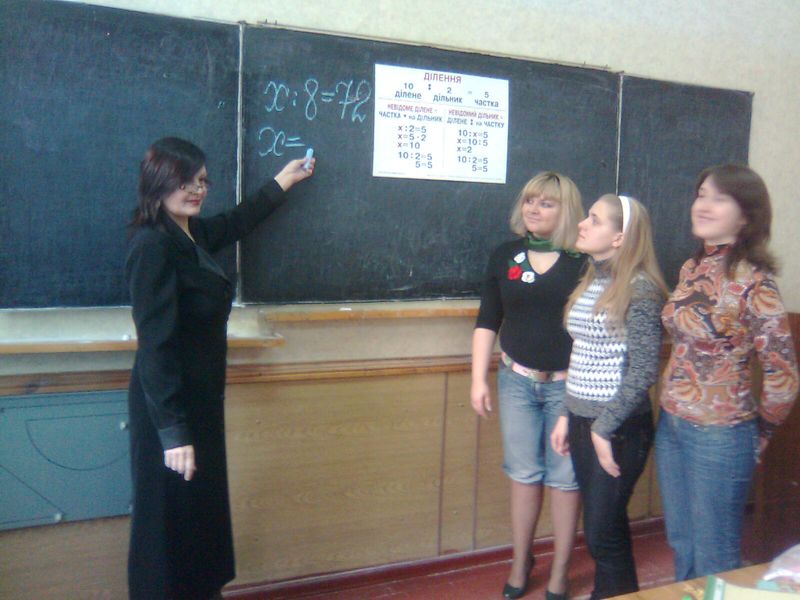 x : 8 = 72
x =
ДІЛЕННЯ
10 : 2 = 5
ділене дільник частка
НЕВІДОМЕ ДІЛЕНЕ -
ЧАСТКА • на ДІЛЬНИК
x : 2 = 5
x = 5 · 2
x = 10
10 : 2 = 5
5 = 5
НЕВІДОМИЙ ДІЛЬНИК -
ДІЛЕНЕ : на ЧАСТКУ
10 : x = 5
x = 10 : 5
x = 2
10 : 2 = 5
5 = 5